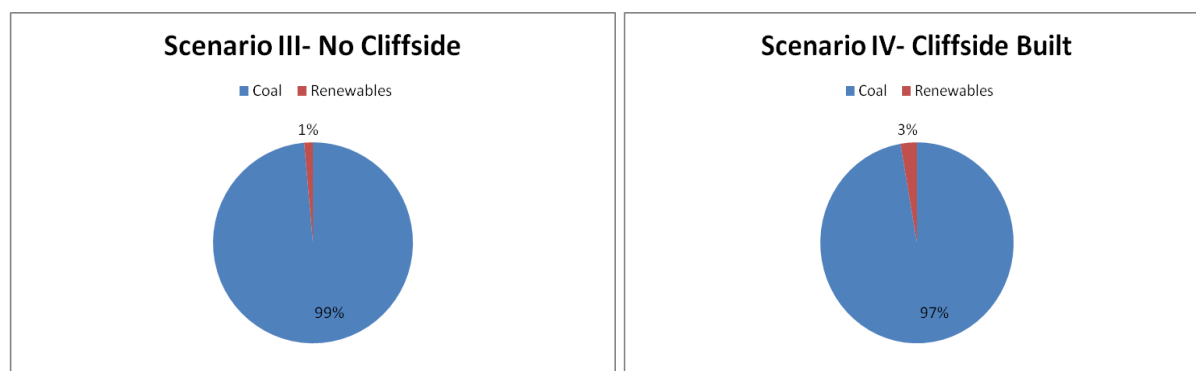 Scenario III- No Cliffside
Coal Renewables
1%
99%
Scenario IV- Cliffside Built
Coal Renewables
3%
97%